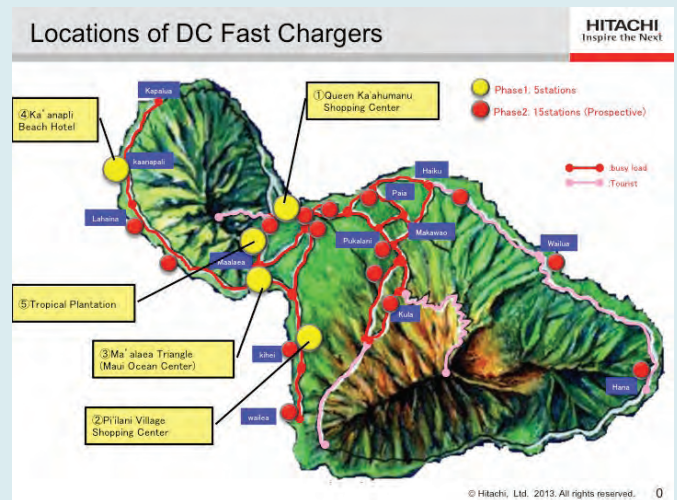 Locations of DC Fast Chargers
HITACHI
Inspire the Next
①Queen Ka'ahumanu
Shopping Center
Phase1: 5stations
Phase2: 15stations (Prospective)
④Ka'anapli
Beach Hotel
Kapalua
kaanapali
Haiku
:busy load
:Tourist
Paia
Lahaina
Makawao
Pukalani
Wailua
Maalaea
⑤Tropical Plantation
Kula
③Ma'alaea Triangle
(Maui Ocean Center)
kihei
Hana
②Pi'ilani Village
Shopping Center
wailea
© Hitachi, Ltd. 2013. All rights reserved. 0